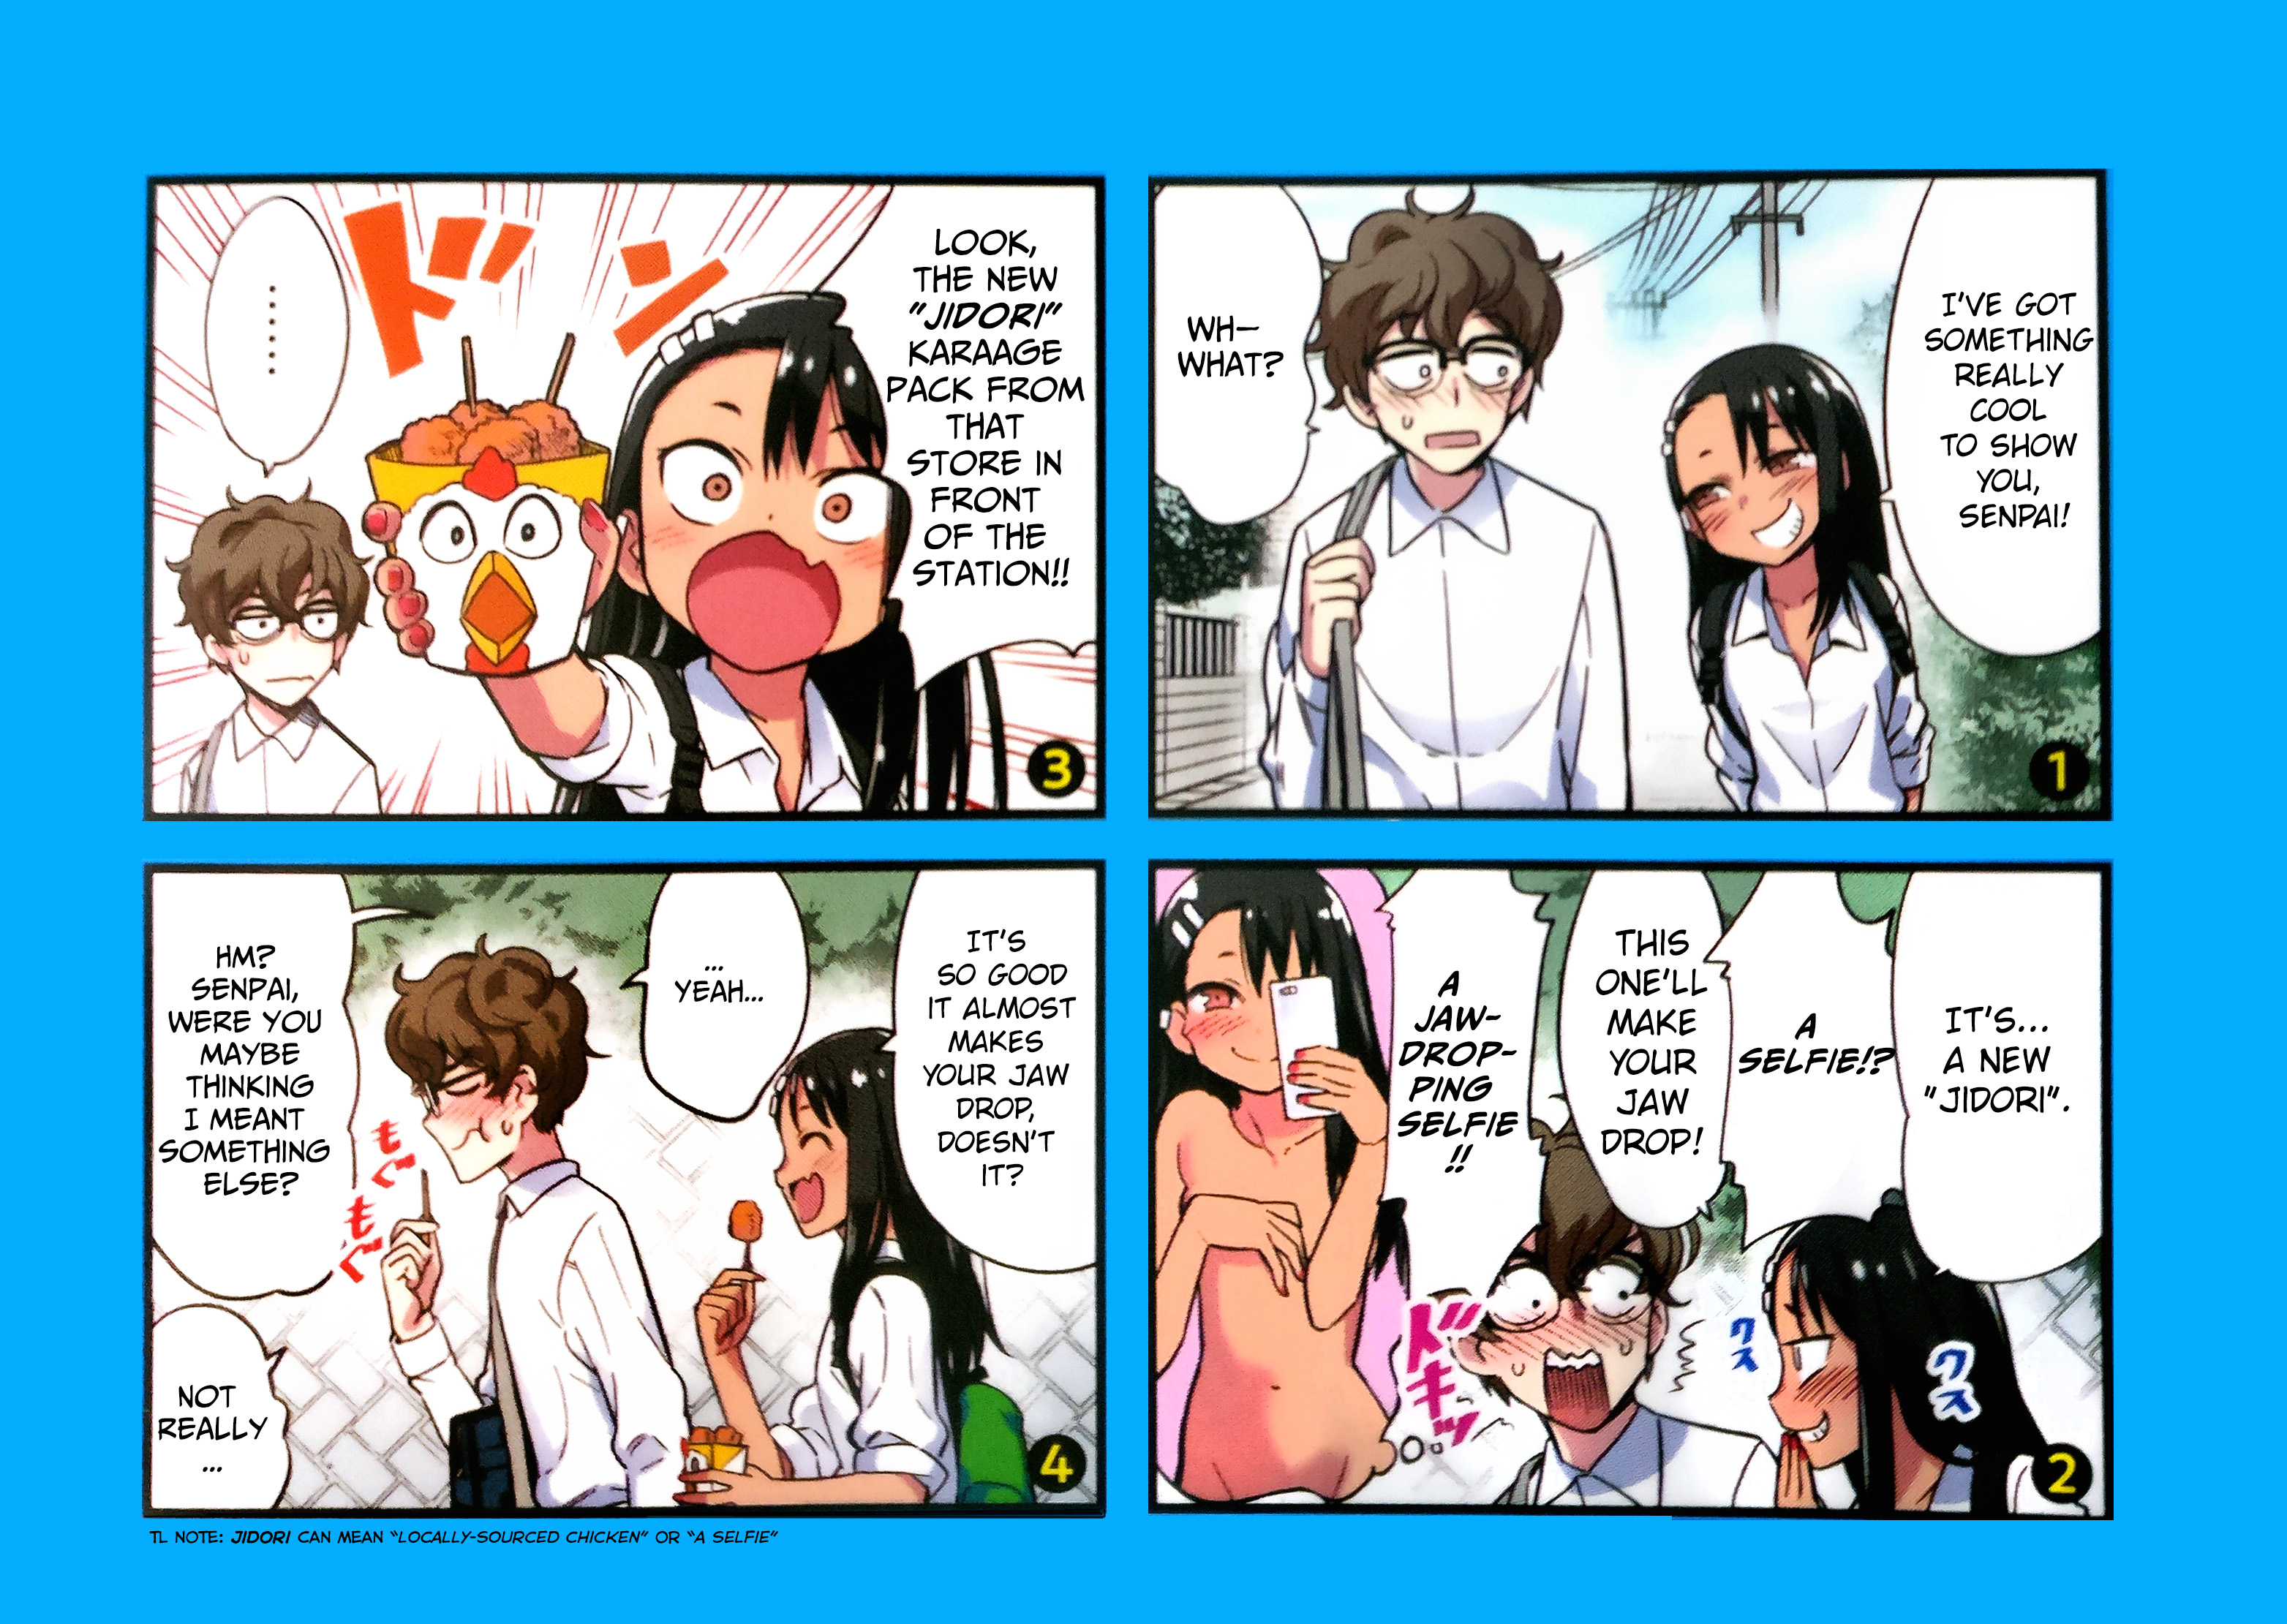 I'VE GOT
SOMETHING
REALLY
COOL
TO SHOW
YOU,
SENPAI!
WH—
WHAT?
1
IT'S...
A NEW
"JIDORI".
A
SELFIE!?
THIS
ONE'LL
MAKE
YOUR
JAW
DROP!
A
JAW-
DROP-
PING
SELFIE
!!
クス
クス
ドキッ
2
LOOK,
THE NEW
"JIDORI"
KARAAGE
PACK FROM
THAT
STORE IN
FRONT
OF THE
STATION!!
ドン
......
3
IT'S
SO GOOD
IT ALMOST
MAKES
YOUR JAW
DROP,
DOESN'T
IT?
...
YEAH...
もぐ
もぐ
HM?
SENPAI,
WERE YOU
MAYBE
THINKING
I MEANT
SOMETHING
ELSE?
NOT
REALLY
...
4
TL NOTE: JIDORI CAN MEAN "LOCALLY-SOURCED CHICKEN" OR "A SELFIE"